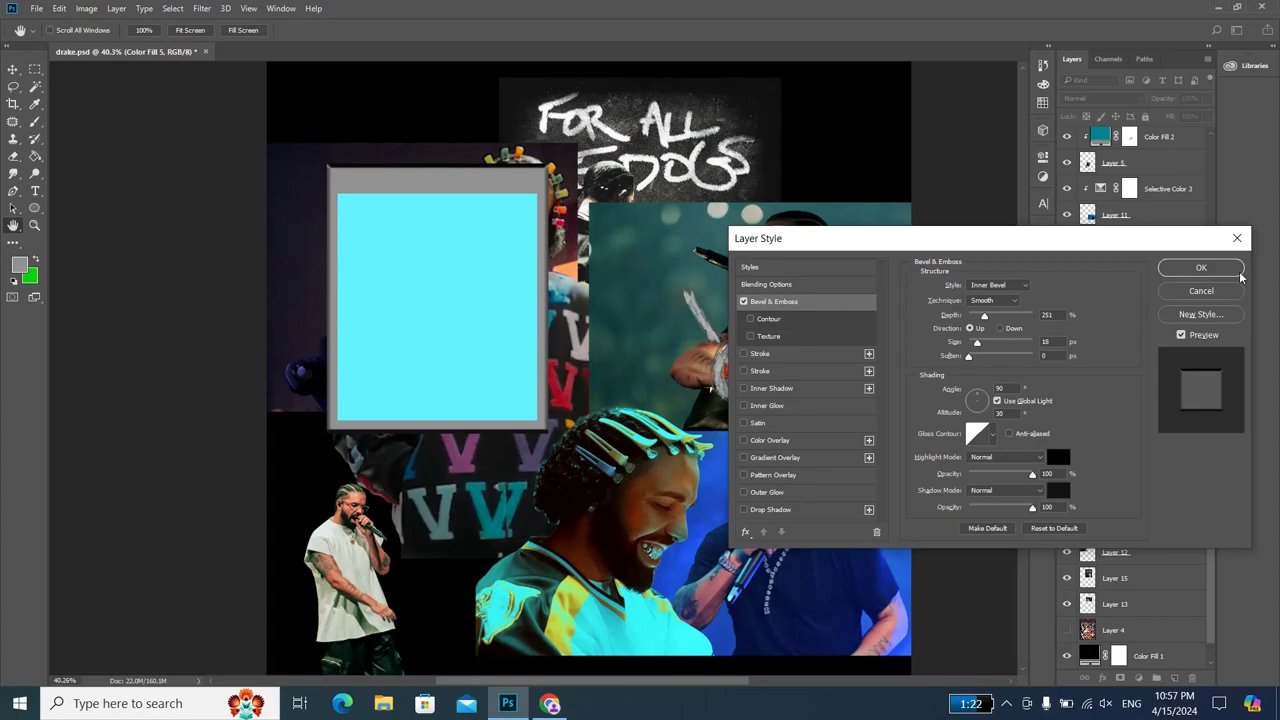 Ps File Edit Image Layer Type Select Filter 3D View Window Help
Scroll All Windows 100% Fit Screen Fill Screen
drake.psd @ 40.3% (Color Fill 5, RGB/8) *
Layers Channels Paths
Libraries
Kind
Normal Opacity: 100%
Lock: Fill: 100%
Color Fill 2
Layer 5
Selective Color 3
Layer 11
FOR ALL
DOGS
Layer Style
Styles
Blending Options
Bevel & Emboss
Contour
Texture
Stroke
Stroke
Inner Shadow
Inner Glow
Satin
Color Overlay
Gradient Overlay
Pattern Overlay
Outer Glow
Drop Shadow
fx
Bevel & Emboss
Structure
Style: Inner Bevel
Technique: Smooth
Depth: 251 %
Direction: Up Down
Size: 18 px
Soften: 0 px
Shading
Angle: 90 °
Use Global Light
Altitude: 30 °
Gloss Contour: Anti-aliased
Highlight Mode: Normal
Opacity: 100 %
Shadow Mode: Normal
Opacity: 100 %
Make Default Reset to Default
OK
Cancel
New Style...
Preview
V V
V V V
Layer 12
Layer 15
Layer 13
Layer 4
Color Fill 1
40.26% Doc: 22.0M/160.1M
Type here to search
Ps
1:22
ENG
10:57 PM
4/15/2024